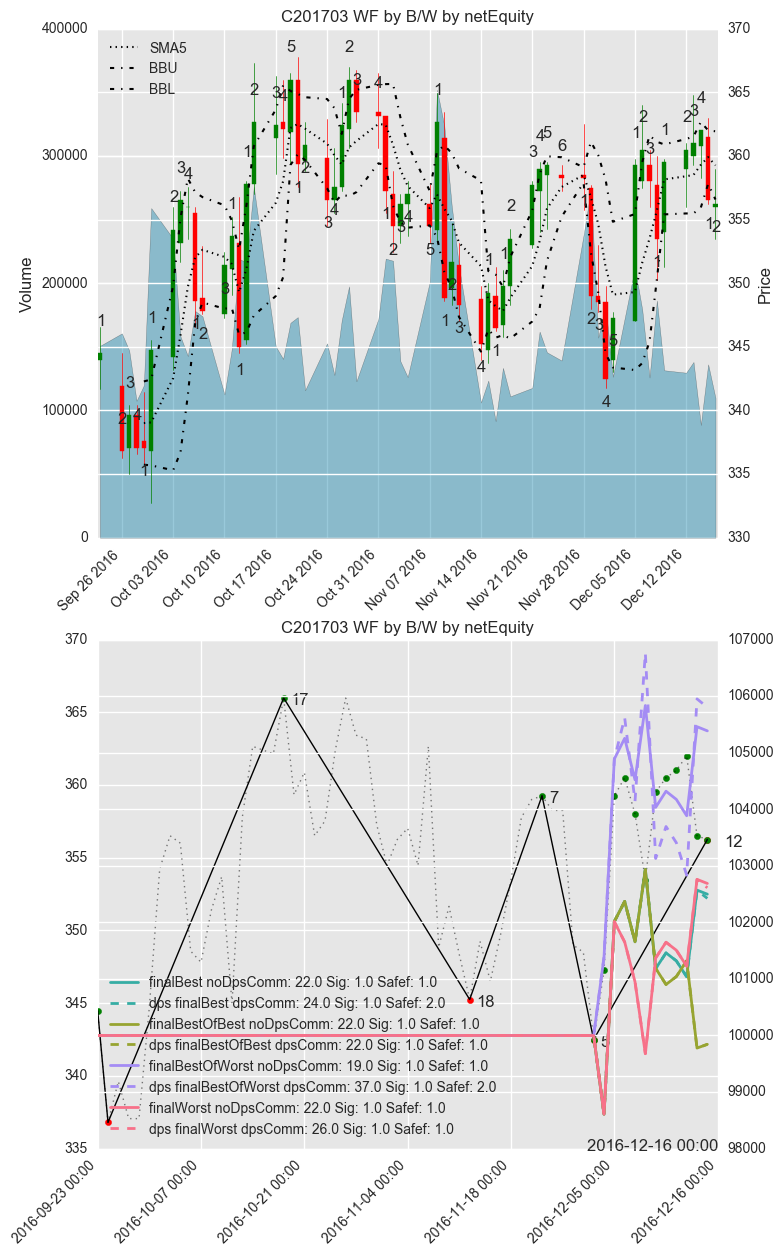 C201703 WF by B/W by netEquity
400000
300000
200000
100000
0
Volume
370
365
360
355
350
345
340
335
330
Price
SMA5
BBU
BBL
Sep 26 2016
Oct 03 2016
Oct 10 2016
Oct 17 2016
Oct 24 2016
Oct 31 2016
Nov 07 2016
Nov 14 2016
Nov 21 2016
Nov 28 2016
Dec 05 2016
Dec 12 2016
C201703 WF by B/W by netEquity
370
365
360
355
350
345
340
335
107000
106000
105000
104000
103000
102000
101000
100000
99000
98000
17
7
12
18
5
finalBest noDpsComm: 22.0 Sig: 1.0 Safef: 1.0
dps finalBest dpsComm: 24.0 Sig: 1.0 Safef: 2.0
finalBestOfBest noDpsComm: 22.0 Sig: 1.0 Safef: 1.0
dps finalBestOfBest dpsComm: 22.0 Sig: 1.0 Safef: 1.0
finalBestOfWorst noDpsComm: 19.0 Sig: 1.0 Safef: 1.0
dps finalBestOfWorst dpsComm: 37.0 Sig: 1.0 Safef: 2.0
finalWorst noDpsComm: 22.0 Sig: 1.0 Safef: 1.0
dps finalWorst dpsComm: 26.0 Sig: 1.0 Safef: 1.0
2016-12-16 00:00
2016-09-23 00:00
2016-10-07 00:00
2016-10-21 00:00
2016-11-04 00:00
2016-11-18 00:00
2016-12-05 00:00
2016-12-16 00:00